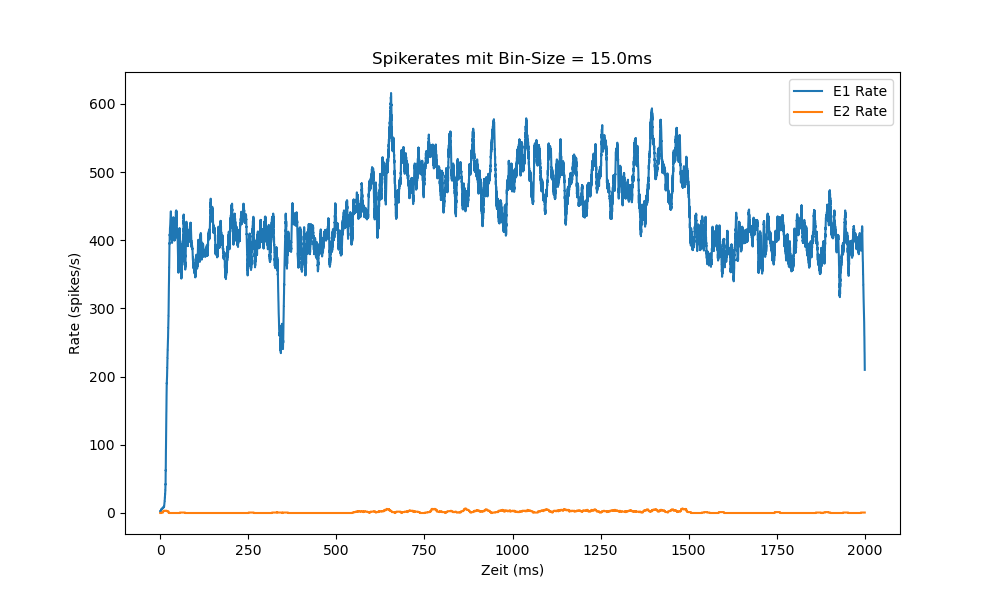 Spikerates mit Bin-Size = 15.0ms
E1 Rate
E2 Rate
600
500
400
300
200
100
0
Rate (spikes/s)
0 250 500 750 1000 1250 1500 1750 2000
Zeit (ms)